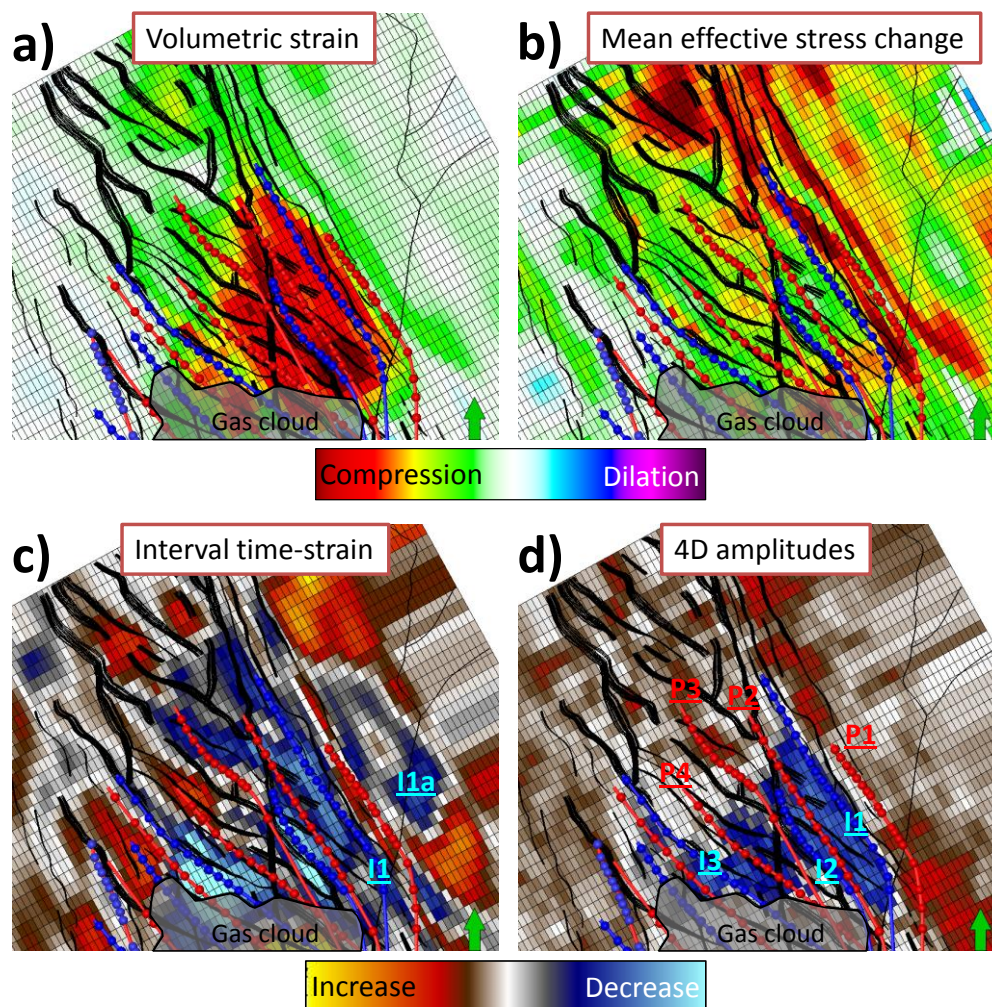 a)
Volumetric strain
b)
Mean effective stress change
Gas cloud
Gas cloud
Compression
Dilation
c)
Interval time-strain
d)
4D amplitudes
P3
P2
P1
P4
I1a
I1
I1
I3
I2
Gas cloud
Gas cloud
Increase
Decrease